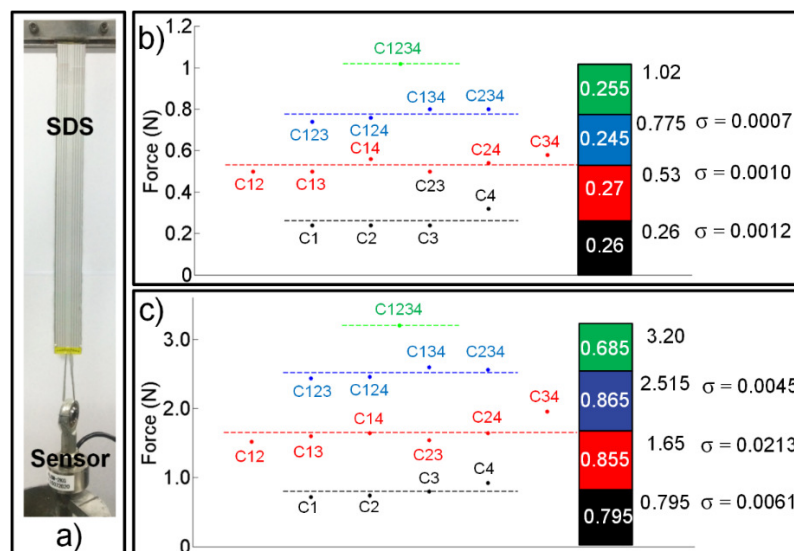 SDS
Sensor
a)
b)
Force (N)
1.2
1
0.8
0.6
0.4
0.2
0
C1234
C134 C234
C123 C124
C14 C24 C34
C12 C13 C23
C4
C1 C2 C3
0.255 1.02
0.245 0.775 σ = 0.0007
0.27 0.53 σ = 0.0010
0.26 0.26 σ = 0.0012
c)
Force (N)
3.0
2.0
1.0
0
C1234
C134 C234
C123 C124
C34
C14 C24
C12 C13 C23
C3 C4
C1 C2
0.685 3.20
0.865 2.515 σ = 0.0045
0.855 1.65 σ = 0.0213
0.795 0.795 σ = 0.0061